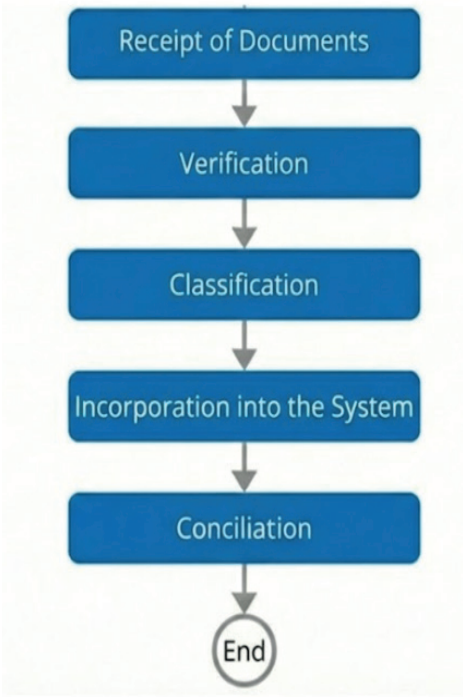 Receipt of Documents
Verification
Classification
Incorporation into the System
Conciliation
End